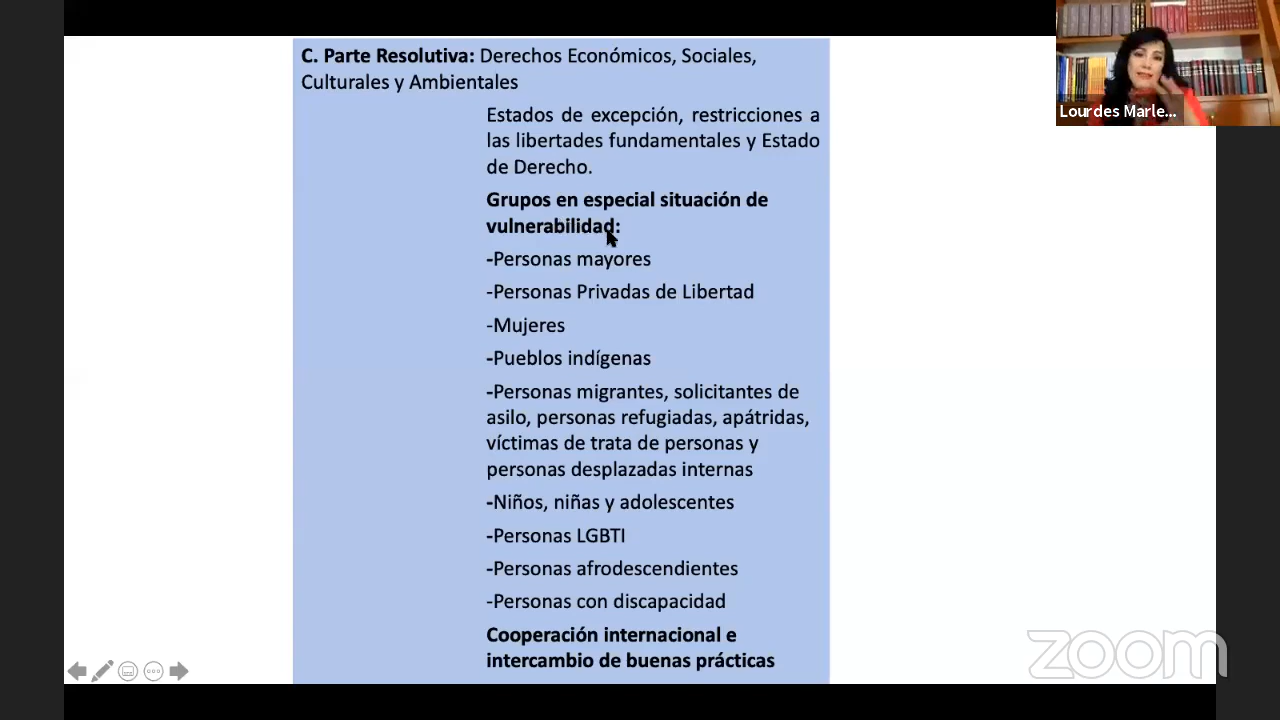 C. Parte Resolutiva: Derechos Económicos, Sociales,
Culturales y Ambientales
Estados de excepción, restricciones a
las libertades fundamentales y Estado
de Derecho.
Grupos en especial situación de
vulnerabilidad:
-Personas mayores
-Personas Privadas de Libertad
-Mujeres
-Pueblos indígenas
-Personas migrantes, solicitantes de
asilo, personas refugiadas, apátridas,
víctimas de trata de personas y
personas desplazadas internas
-Niños, niñas y adolescentes
-Personas LGBTI
-Personas afrodescendientes
-Personas con discapacidad
Cooperación internacional e
intercambio de buenas prácticas
Lourdes Marle...
zoom